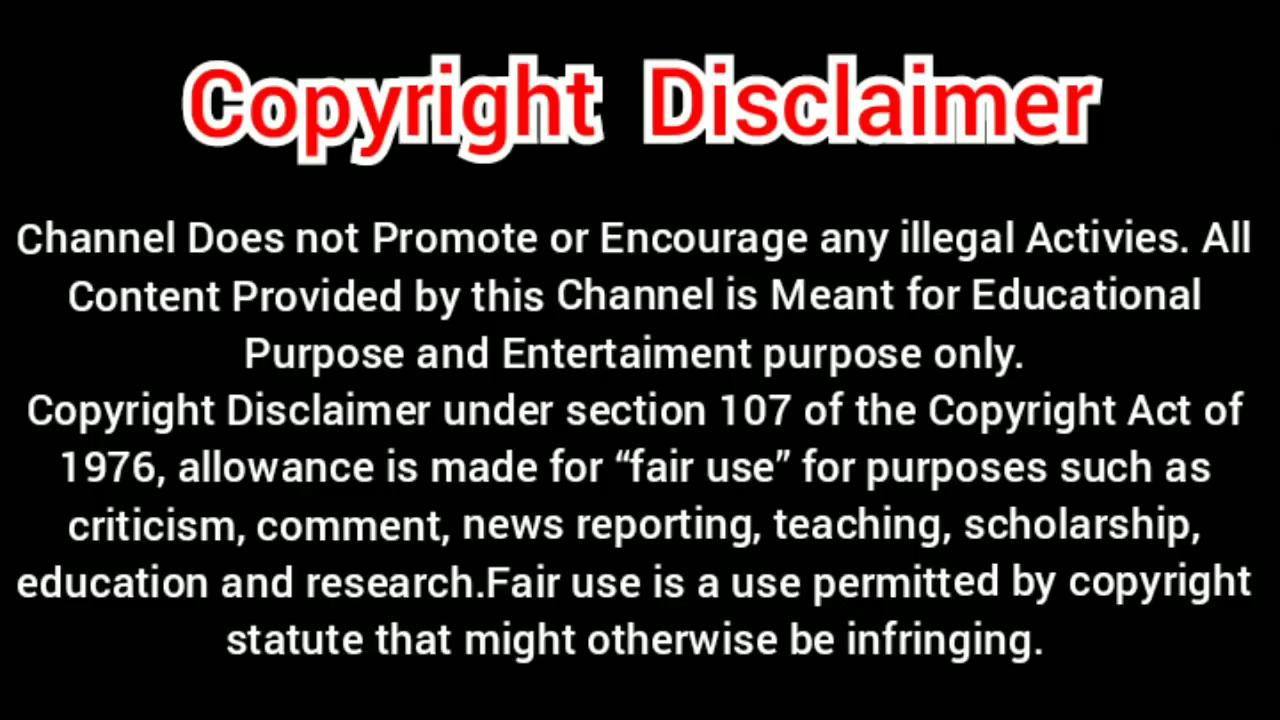 Copyright Disclaimer
Channel Does not Promote or Encourage any illegal Activies. All
Content Provided by this Channel is Meant for Educational
Purpose and Entertaiment purpose only.
Copyright Disclaimer under section 107 of the Copyright Act of
1976, allowance is made for “fair use” for purposes such as
criticism, comment, news reporting, teaching, scholarship,
education and research.Fair use is a use permitted by copyright
statute that might otherwise be infringing.